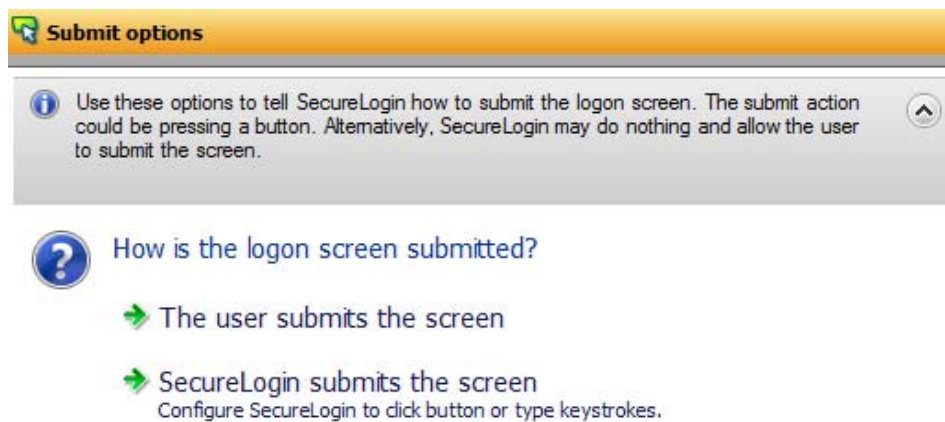 Submit options
Use these options to tell SecureLogin how to submit the logon screen. The submit action
could be pressing a button. Alternatively, SecureLogin may do nothing and allow the user
to submit the screen.
How is the logon screen submitted?
The user submits the screen
SecureLogin submits the screen
Configure SecureLogin to click button or type keystrokes.